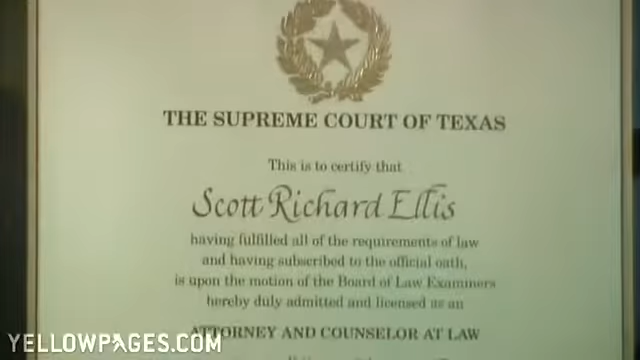 THE SUPREME COURT OF TEXAS
This is to certify that
Scott Richard Ellis
having fulfilled all of the requirements of law
and having subscribed to the official oath,
is upon the motion of the Board of Law Examiners
hereby duly admitted and licensed as an
ATTORNEY AND COUNSELOR AT LAW
YELLOWPAGES.COM